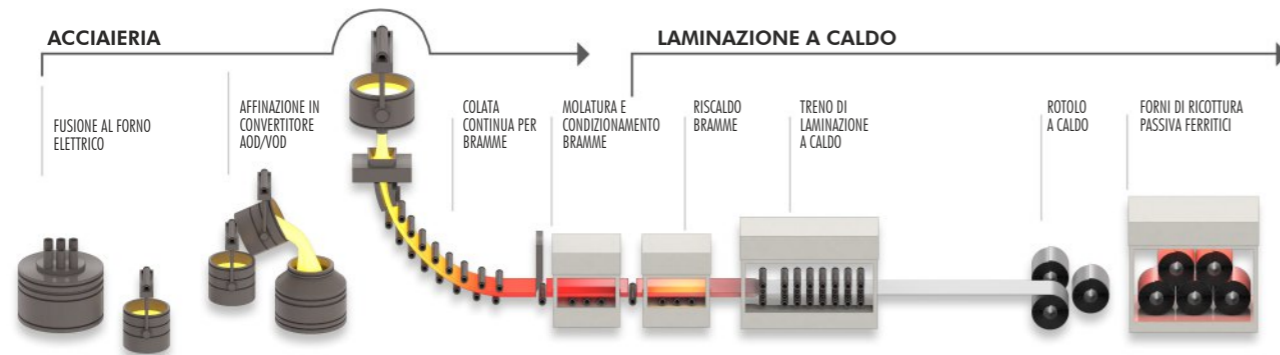 ACCIAIERIA
LAMINAZIONE A CALDO
FUSIONE AL FORNO
ELETTRICO
AFFINAZIONE IN
CONVERTITORE
AOD/VOD
COLATA
CONTINUA PER
BRAMME
MOLATURA E
CONDIZIONAMENTO
BRAMME
RISCALDO
BRAMME
TRENO DI
LAMINAZIONE
A CALDO
ROTOLO
A CALDO
FORNI DI RICOTTURA
PASSIVA FERRITICI